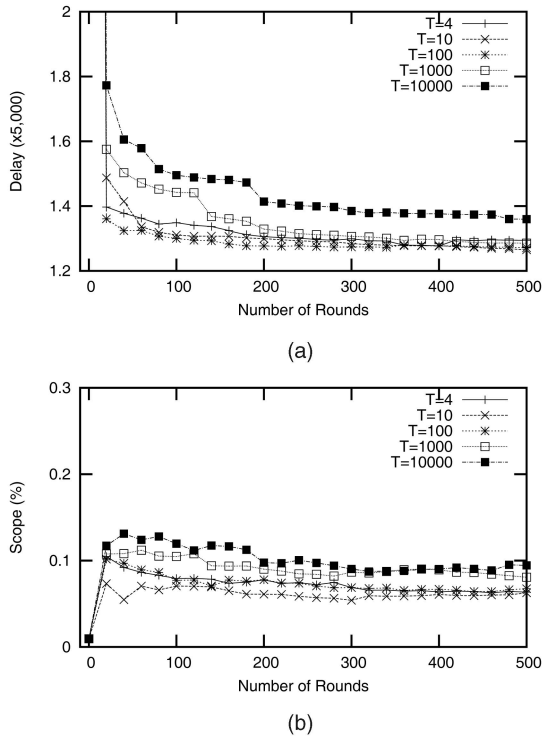 2
1.8
1.6
1.4
1.2
Delay (x5,000)
T=4
T=10
T=100
T=1000
T=10000
0
100
200
300
400
500
Number of Rounds
(a)
0.3
0.2
0.1
0
Scope (%)
T=4
T=10
T=100
T=1000
T=10000
0
100
200
300
400
500
Number of Rounds
(b)